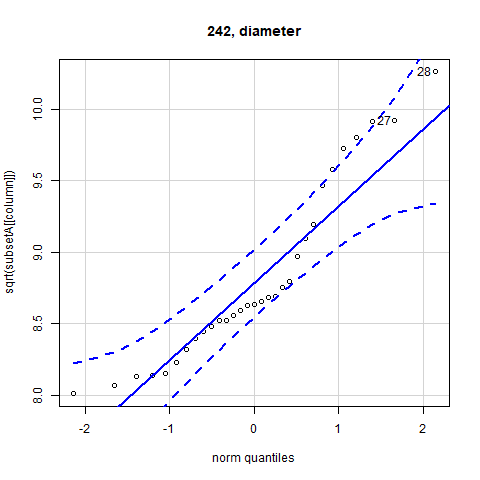 242, diameter
sqrt(subsetA[[column]])
10.0
9.5
9.0
8.5
8.0
28
27
-2 -1 0 1 2
norm quantiles